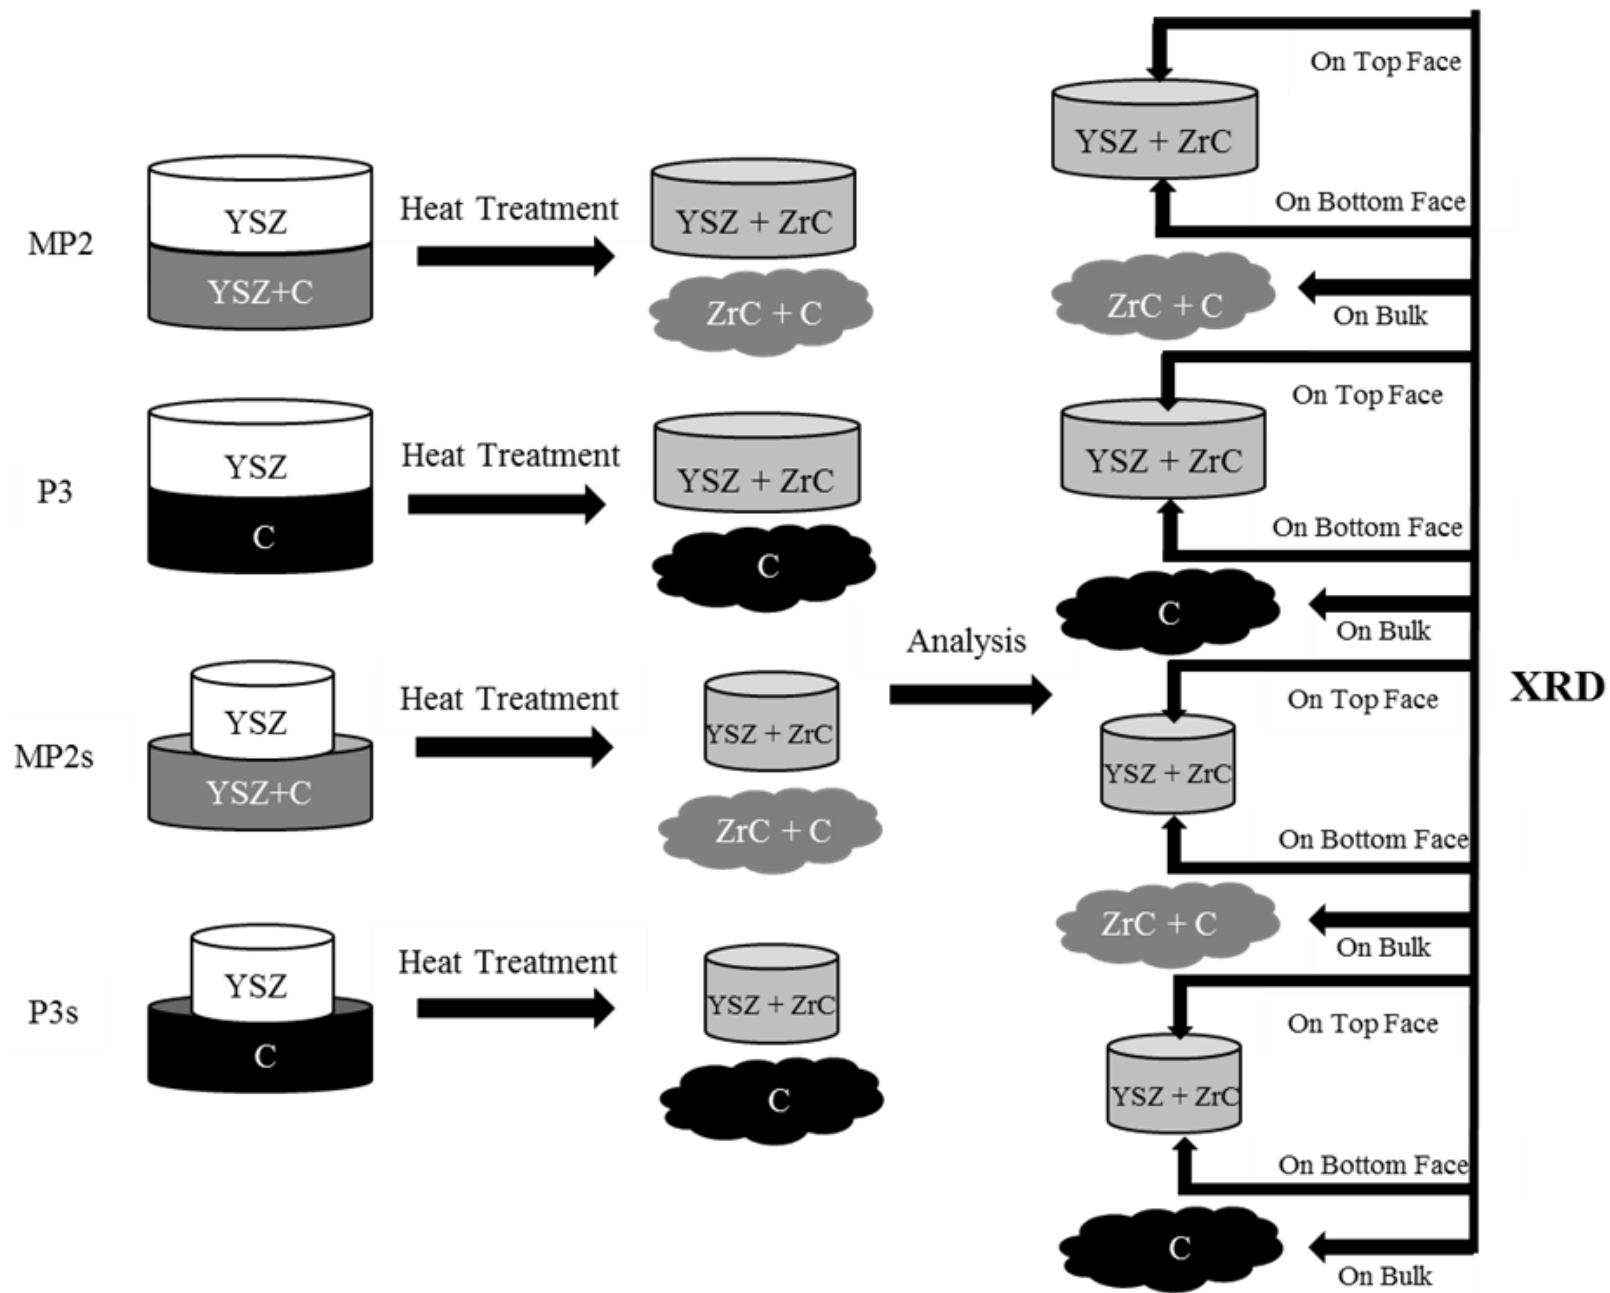 MP2
YSZ
YSZ+C
Heat Treatment
YSZ + ZrC
ZrC + C
P3
YSZ
C
Heat Treatment
YSZ + ZrC
C
MP2s
YSZ
YSZ+C
Heat Treatment
YSZ + ZrC
ZrC + C
P3s
YSZ
C
Heat Treatment
YSZ + ZrC
C
Analysis
On Top Face
YSZ + ZrC
On Bottom Face
ZrC + C
On Bulk
On Top Face
YSZ + ZrC
On Bottom Face
C
On Bulk
On Top Face
YSZ + ZrC
On Bottom Face
ZrC + C
On Bulk
On Top Face
YSZ + ZrC
On Bottom Face
C
On Bulk
XRD